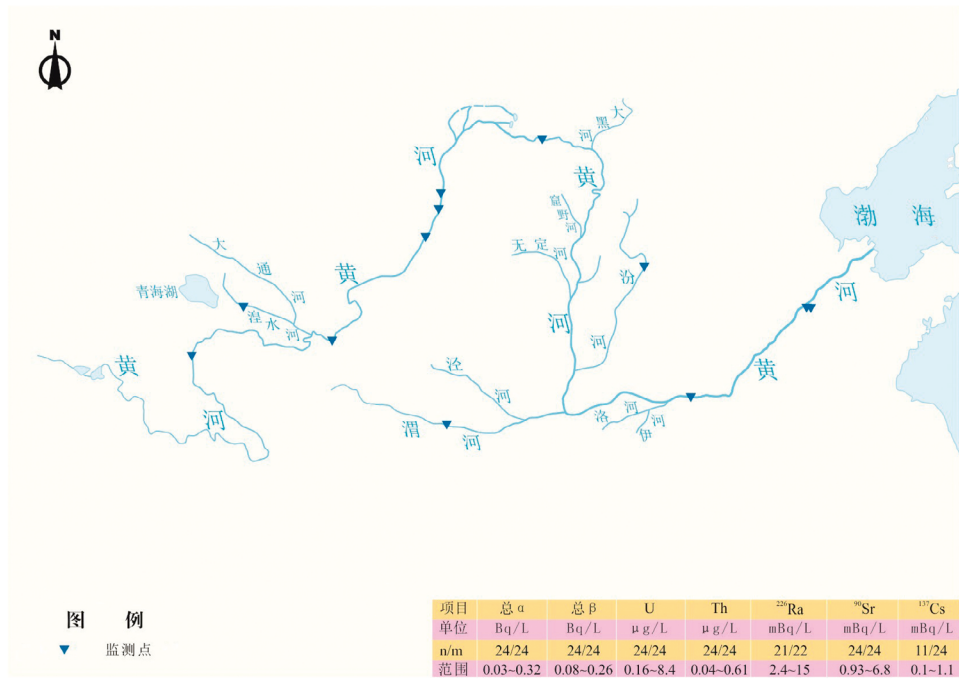 N
大黑河
河
黄
窟野河
渤海
大通河
无定河
汾河
黄
青海湖
湟水河
河
河
黄
泾河
黄
河
渭河
洛河
伊河
图 例
监测点
项目 总α 总β U Th ²²⁶Ra ⁹⁰Sr ¹³⁷Cs
单位 Bq/L Bq/L μg/L μg/L mBq/L mBq/L mBq/L
n/m 24/24 24/24 24/24 24/24 21/22 24/24 11/24
范围 0.03~0.32 0.08~0.26 0.16~8.4 0.04~0.61 2.4~15 0.93~6.8 0.1~1.1